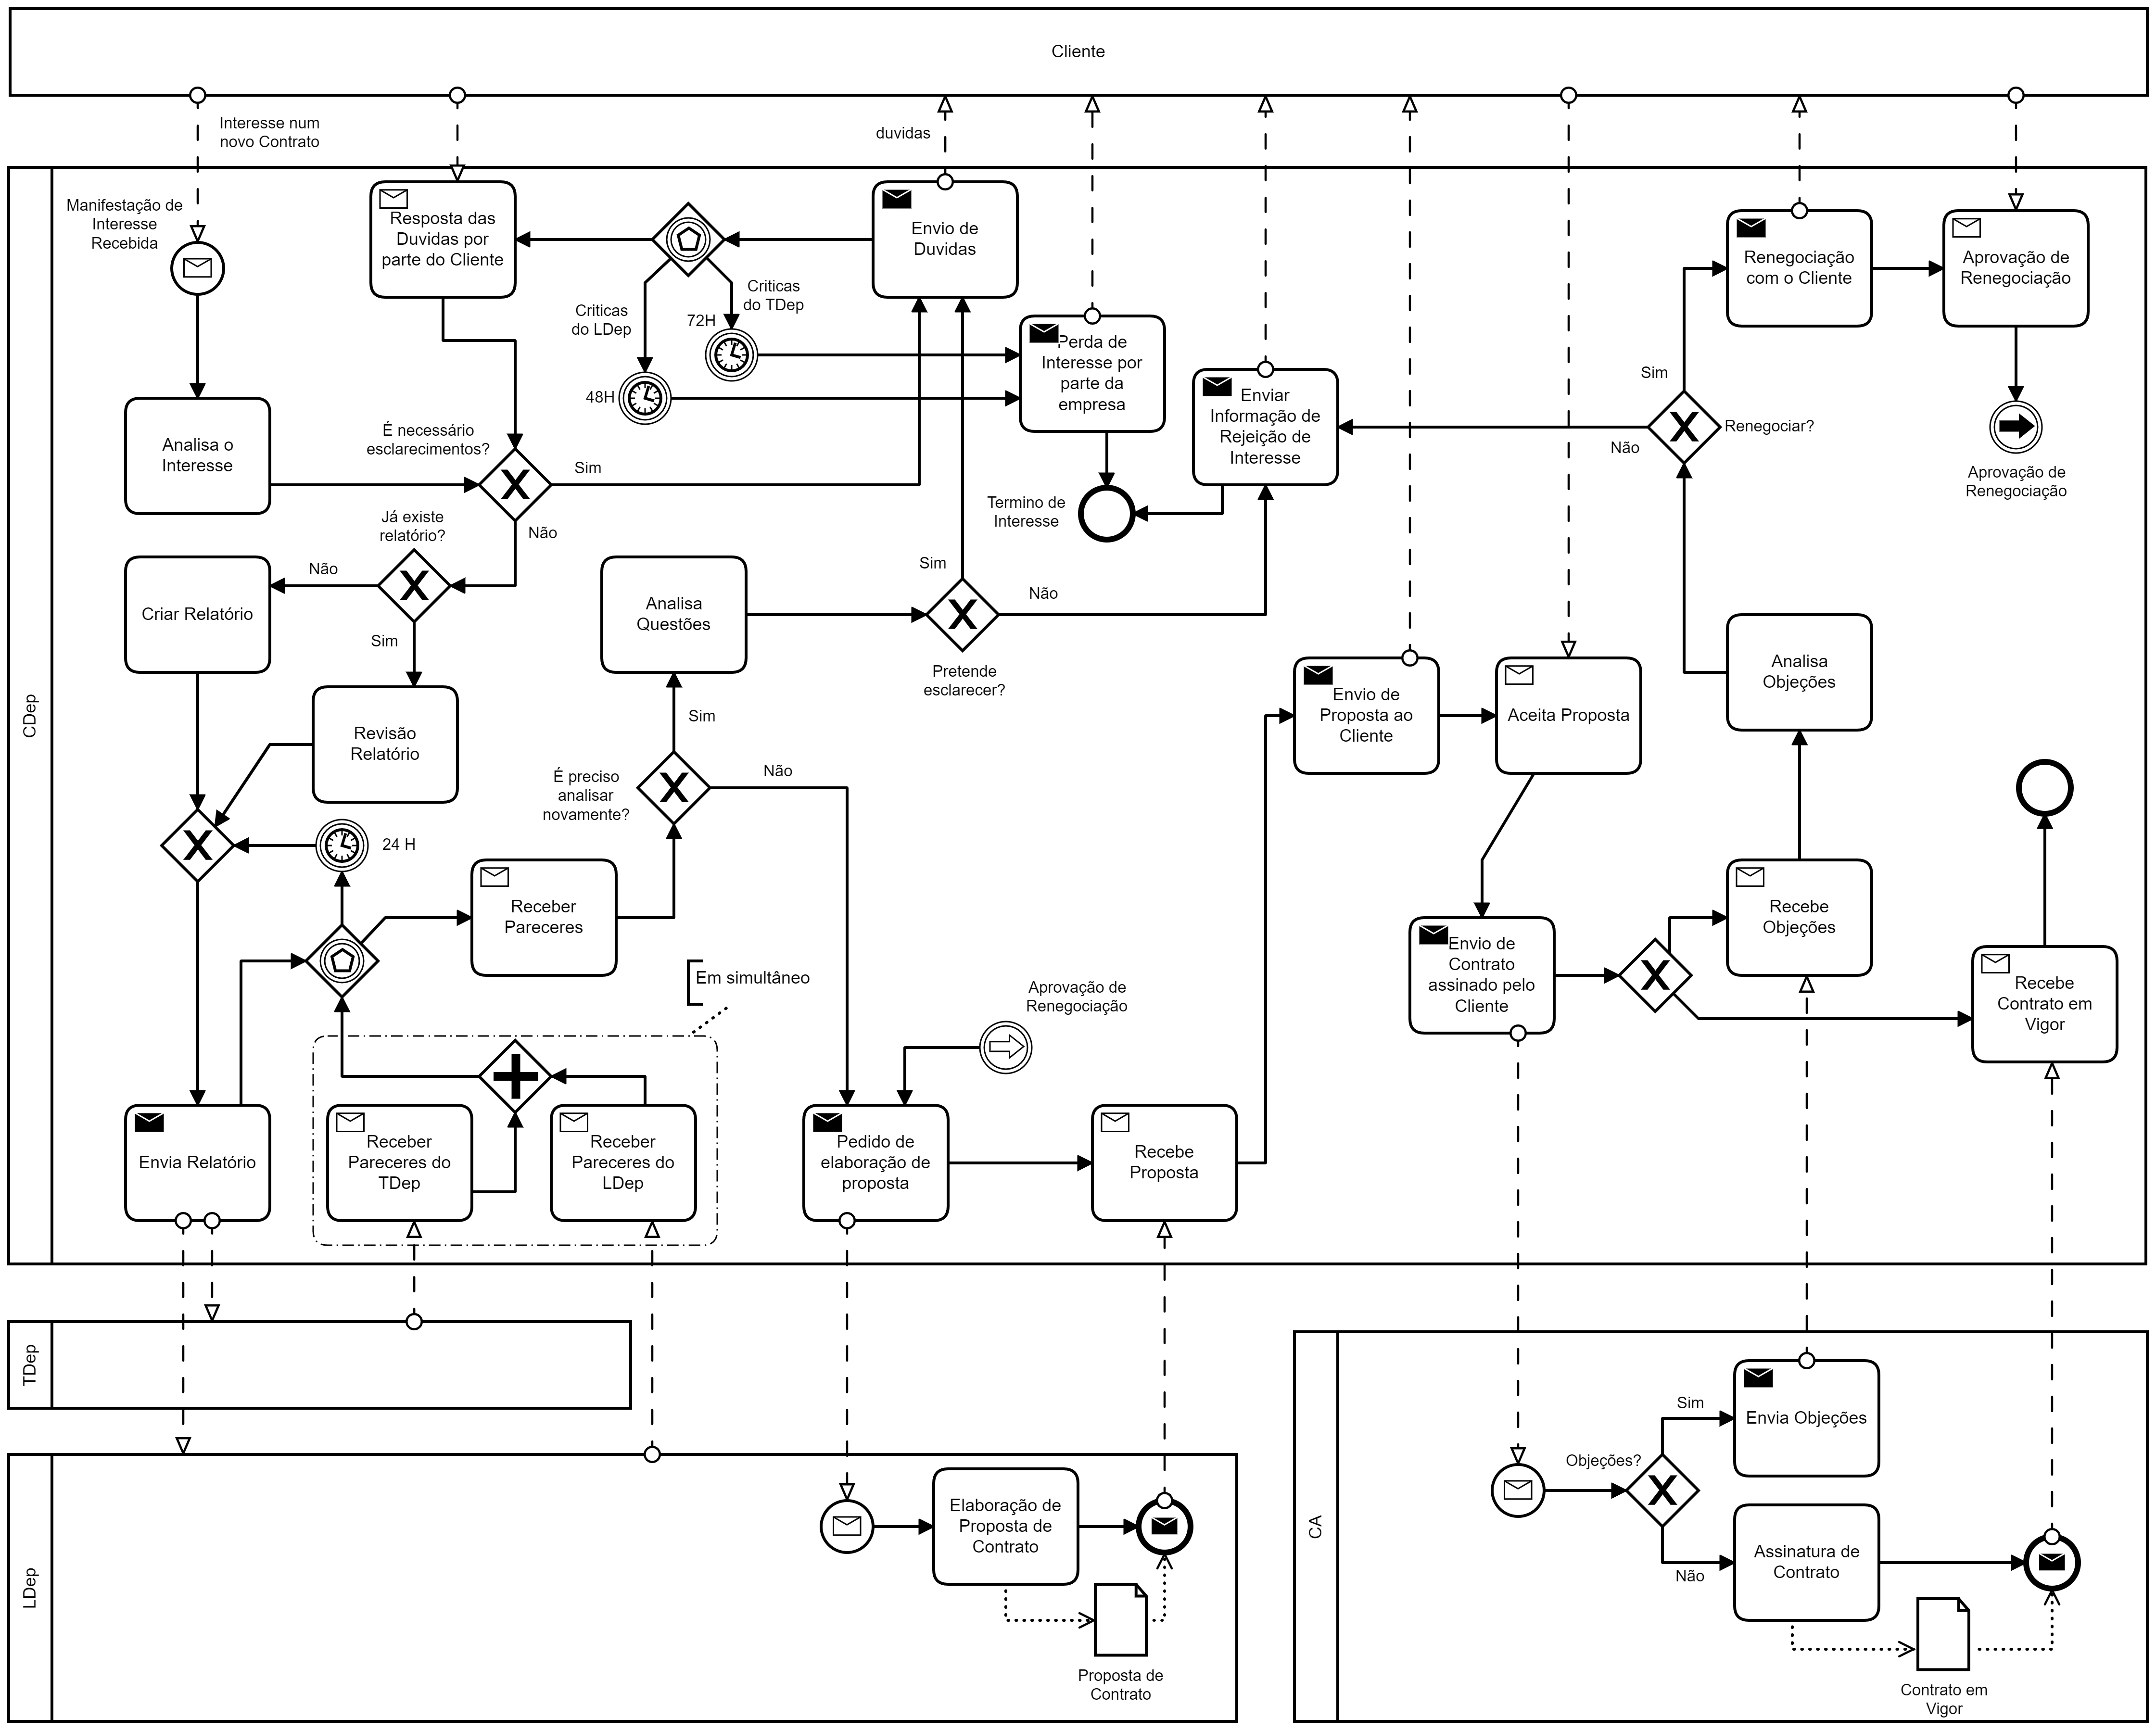 Cliente
Interesse num
novo Contrato
duvidas
CDep
Manifestação de
Interesse
Recebida
Resposta das
Duvidas por
parte do Cliente
Envio de
Duvidas
Criticas
do TDep
Criticas
do LDep
72H
48H
Perda de
Interesse por
parte da
empresa
Enviar
Informação de
Rejeição de
Interesse
Renegociação
com o Cliente
Aprovação de
Renegociação
Sim
Renegociar?
Não
Aprovação de
Renegociação
Analisa o
Interesse
É necessário
esclarecimentos?
Sim
Não
Termino de
Interesse
Já existe
relatório?
Não
Sim
Criar Relatório
Analisa
Questões
Sim
Não
Pretende
esclarecer?
Revisão
Relatório
Sim
É preciso
analisar
novamente?
Não
Envio de
Proposta ao
Cliente
Aceita Proposta
Analisa
Objeções
24 H
Receber
Pareceres
Em simultâneo
Aprovação de
Renegociação
Envio de
Contrato
assinado pelo
Cliente
Recebe
Objeções
Recebe
Contrato em
Vigor
Envia Relatório
Receber
Pareceres do
TDep
Receber
Pareceres do
LDep
Pedido de
elaboração de
proposta
Recebe
Proposta
TDep
LDep
Elaboração de
Proposta de
Contrato
Proposta de
Contrato
CA
Objeções?
Sim
Não
Envia Objeções
Assinatura de
Contrato
Contrato em
Vigor